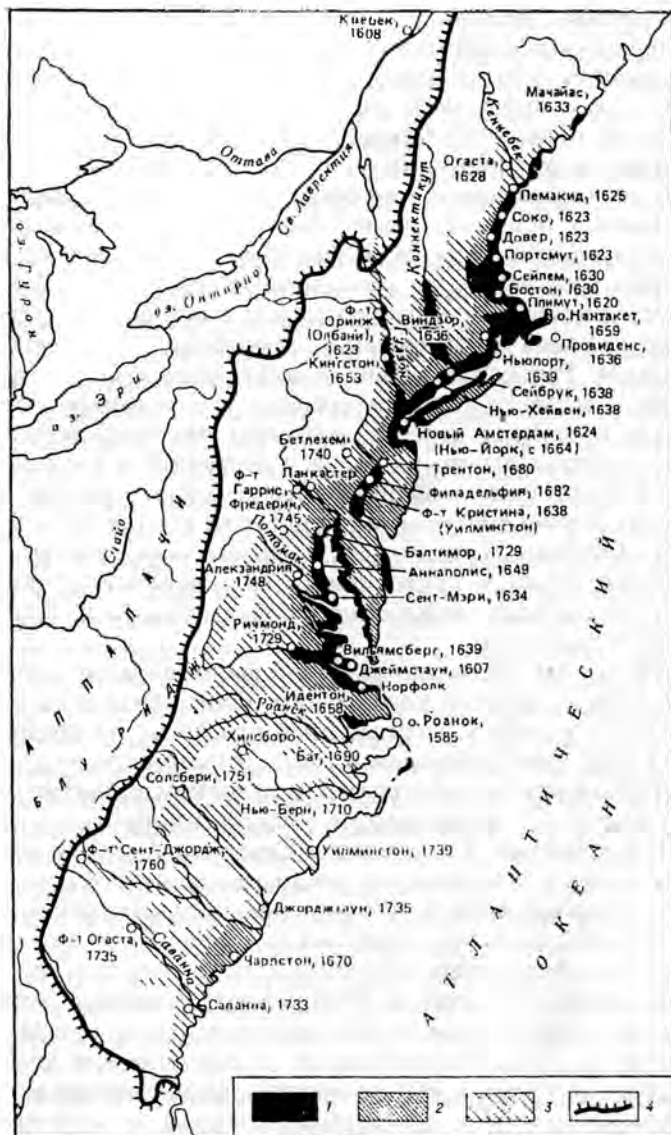 Квебек,
1608
Мачайас,
1633
Кеннебек
Оттава
Огаста,
1628
Св. Лаврентия
Коннектикут
Пемакид, 1625
Соко, 1623
Довер, 1623
Портсмут, 1623
оз. Гурон
оз. Онтарио
Сейлем, 1630
Бостон, 1630
Плимут, 1620
о. Нантакет,
1659
Ф-т
Оринж
(Олбани)
1623
Виндзор,
1636
Провиденс,
1636
Кингстон,
1653
Ньюпорт,
1639
оз. Эри
Сейбрук, 1638
Нью-Хейвен, 1638
Новый Амстердам, 1624
(Нью-Йорк, с 1664)
Бетлехем,
1740
Трентон, 1680
Ф-т
Гаррис
Ланкастер
Филадельфия, 1682
Фредерик,
1745
Ф-т Кристина, 1638
(Уилмингтон)
Потомак
Огайо
Балтимор, 1729
Алекзандрия,
1748
Аннаполис, 1649
Сент-Мэри, 1634
Ричмонд,
1729
Вильямсберг, 1639
Джеймстаун, 1607
Норфолк
Идентон,
1658
Роанок
о. Роанок,
1585
Хилсборо
Бат, 1690
Солсбери, 1751
Нью-Берн, 1710
Ф-т Сент-Джордж,
1760
Уилмингтон, 1739
Джорджтаун, 1735
Ф-т Огаста,
1735
Саванна
Чарлстон, 1670
Саванна, 1733
АППАЛАЧИ
АТЛАНТИЧЕСКИЙ
ОКЕАН
1 2 3 4